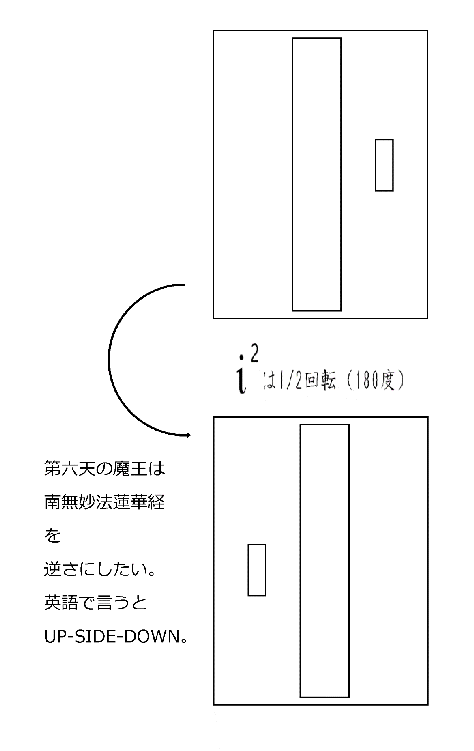 i²は1/2回転（180度）
第六天の魔王は
南無妙法蓮華経
を
逆さにしたい。
英語で言うと
UP-SIDE-DOWN。